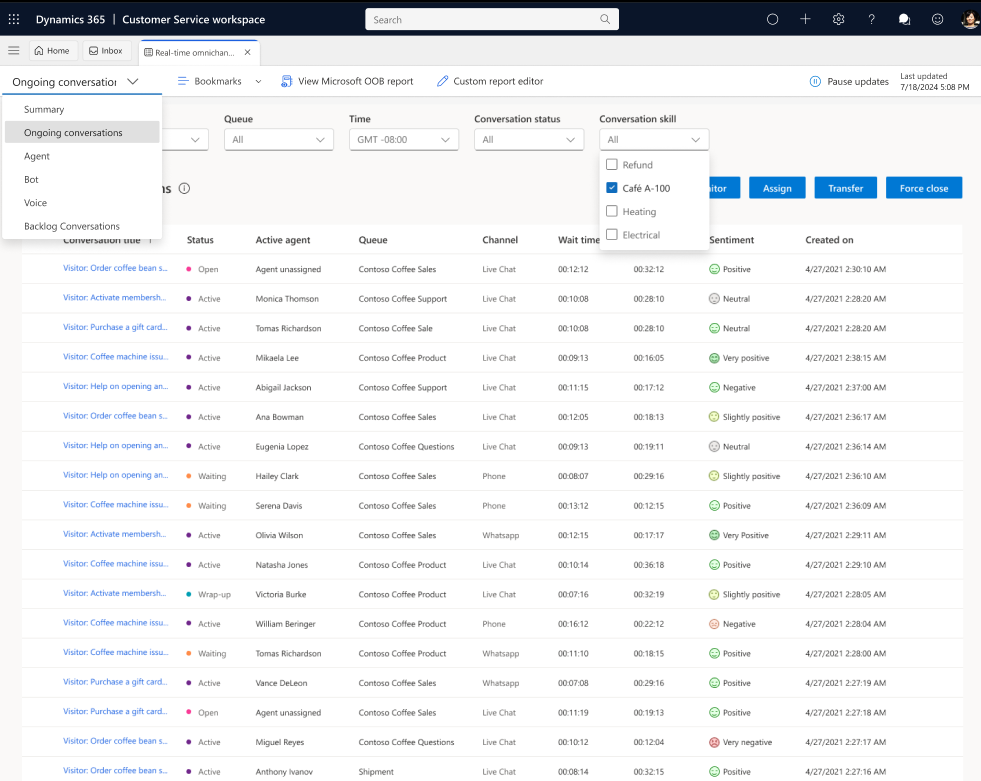 Dynamics 365 | Customer Service workspace Search
Home Inbox Real-time omnichan...
Ongoing conversation Bookmarks View Microsoft OOB report Custom report editor Pause updates Last updated
7/18/2024 5:08 PM
Summary
Ongoing conversations
Agent
Bot
Voice
Backlog Conversations
Queue Time Conversation status Conversation skill
All GMT -08:00 All All
Refund
Café A-100
Heating
Electrical
ns itor Assign Transfer Force close
Conversation title ↑ Status Active agent Queue Channel Wait time Sentiment Created on
Visitor: Order coffee bean s... Open Agent unassigned Contoso Coffee Sales Live Chat 00:12:12 00:32:12 Positive 4/27/2021 2:30:10 AM
Visitor: Activate membersh... Active Monica Thomson Contoso Coffee Support Live Chat 00:10:08 00:28:10 Neutral 4/27/2021 2:28:20 AM
Visitor: Purchase a gift card... Active Tomas Richardson Contoso Coffee Sale Live Chat 00:10:08 00:28:10 Neutral 4/27/2021 2:28:20 AM
Visitor: Coffee machine issu... Active Mikaela Lee Contoso Coffee Product Live Chat 00:09:13 00:16:05 Very positive 4/27/2021 2:38:15 AM
Visitor: Help on opening an... Active Abigail Jackson Contoso Coffee Support Live Chat 00:11:15 00:17:12 Negative 4/27/2021 2:37:00 AM
Visitor: Order coffee bean s... Active Ana Bowman Contoso Coffee Sales Live Chat 00:12:05 00:18:13 Slightly positive 4/27/2021 2:36:17 AM
Visitor: Help on opening an... Active Eugenia Lopez Contoso Coffee Questions Live Chat 00:09:13 00:19:11 Neutral 4/27/2021 2:36:14 AM
Visitor: Help on opening an... Waiting Hailey Clark Contoso Coffee Sales Phone 00:08:07 00:29:16 Slightly positive 4/27/2021 2:36:10 AM
Visitor: Coffee machine issu... Waiting Serena Davis Contoso Coffee Sales Phone 00:13:12 00:12:15 Positive 4/27/2021 2:36:09 AM
Visitor: Activate membersh... Active Olivia Wilson Contoso Coffee Sales Whatsapp 00:12:15 00:17:17 Very Positive 4/27/2021 2:29:11 AM
Visitor: Coffee machine issu... Active Natasha Jones Contoso Coffee Product Live Chat 00:10:14 00:36:18 Positive 4/27/2021 2:29:10 AM
Visitor: Activate membersh... Wrap-up Victoria Burke Contoso Coffee Product Live Chat 00:07:16 00:32:19 Slightly positive 4/27/2021 2:28:05 AM
Visitor: Coffee machine issu... Active William Beringer Contoso Coffee Product Phone 00:16:12 00:22:12 Negative 4/27/2021 2:28:04 AM
Visitor: Coffee machine issu... Waiting Tomas Richardson Contoso Coffee Product Whatsapp 00:11:10 00:18:15 Positive 4/27/2021 2:28:00 AM
Visitor: Purchase a gift card... Active Vance DeLeon Contoso Coffee Sales Whatsapp 00:07:08 00:29:16 Positive 4/27/2021 2:27:19 AM
Visitor: Purchase a gift card... Open Agent unassigned Contoso Coffee Sales Live Chat 00:11:19 00:19:13 Positive 4/27/2021 2:27:18 AM
Visitor: Order coffee bean s... Active Miguel Reyes Contoso Coffee Questions Live Chat 00:10:12 00:12:04 Very negative 4/27/2021 2:27:17 AM
Visitor: Order coffee bean s... Active Anthony Ivanov Shipment Live Chat 00:08:14 00:32:15 Positive 4/27/2021 2:27:16 AM